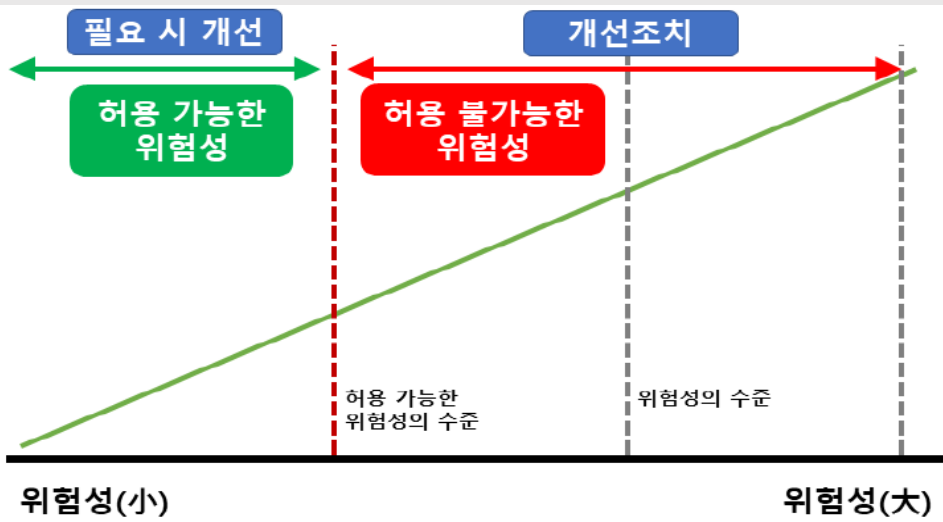 필요 시 개선
개선조치
허용 가능한
위험성
허용 불가능한
위험성
허용 가능한
위험성의 수준
위험성의 수준
위험성(小)
위험성(大)